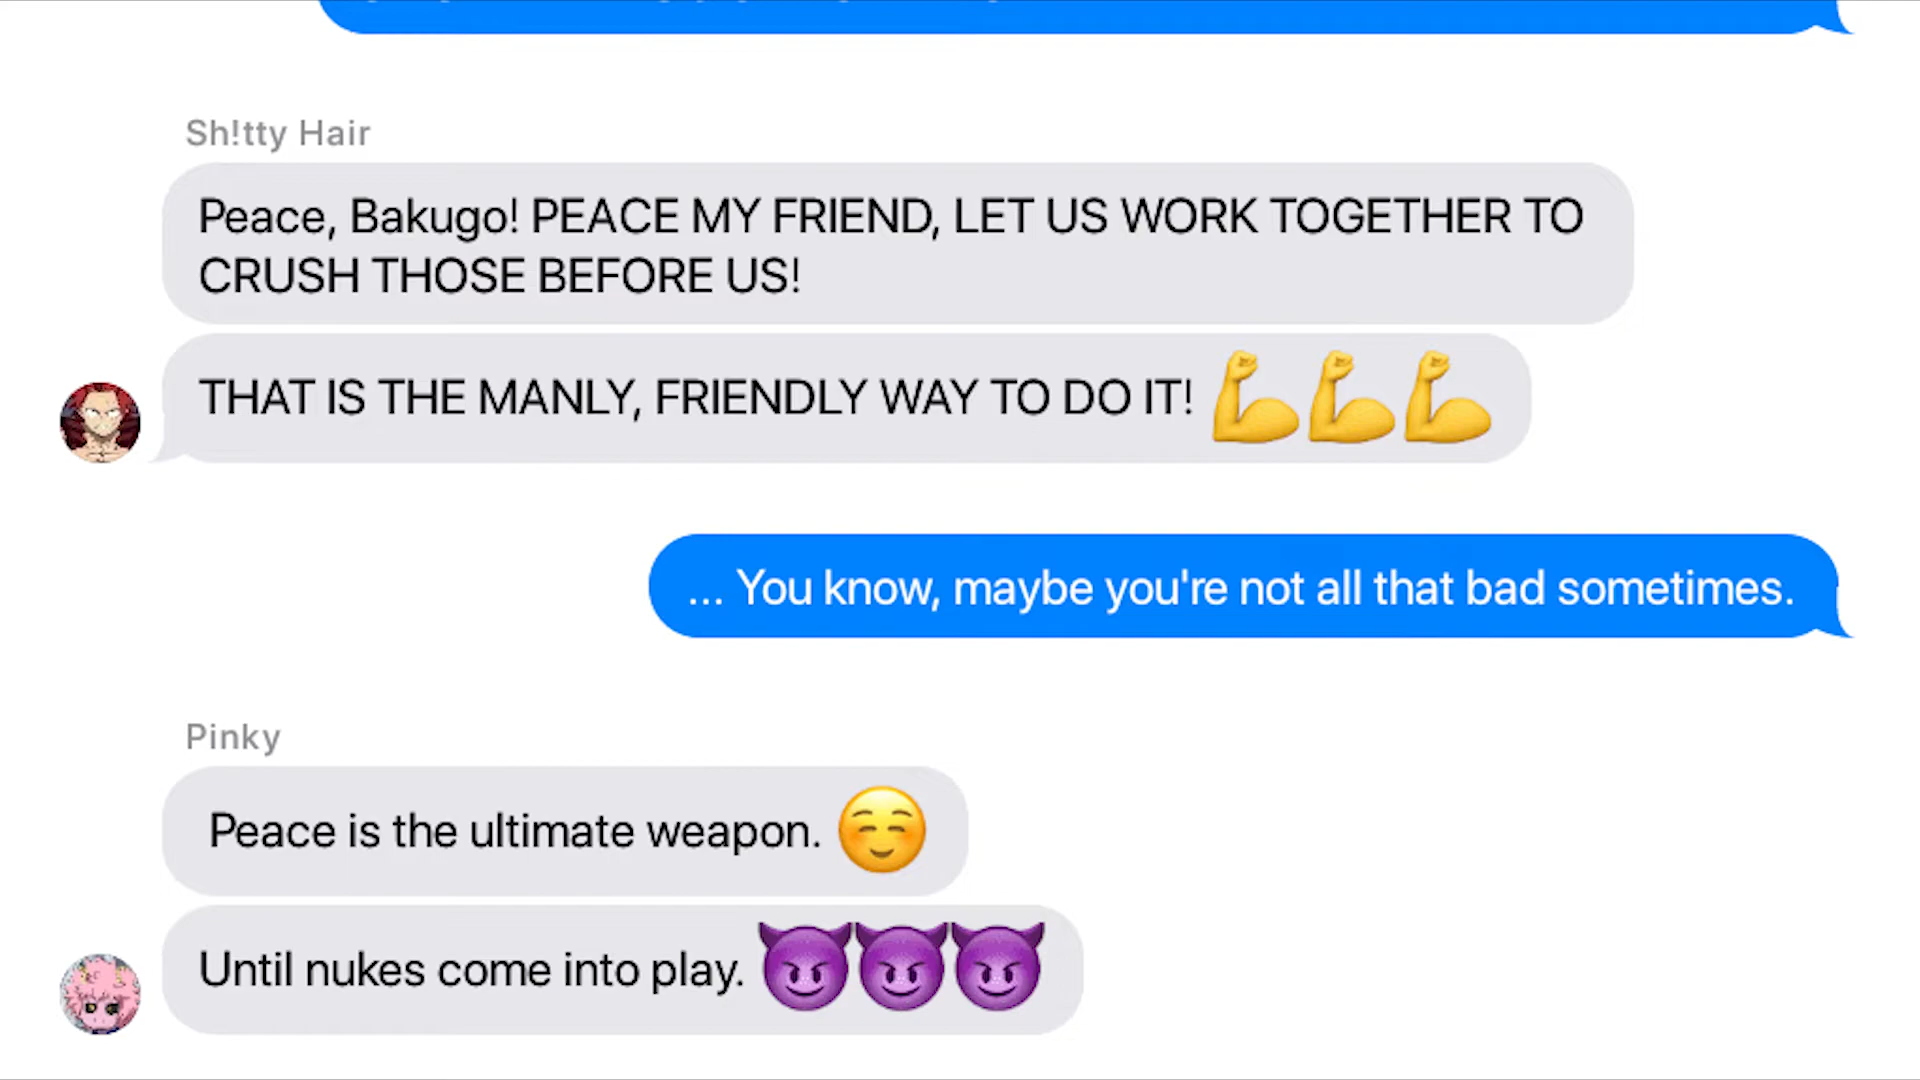 Sh!tty Hair
Peace, Bakugo! PEACE MY FRIEND, LET US WORK TOGETHER TO
CRUSH THOSE BEFORE US!
THAT IS THE MANLY, FRIENDLY WAY TO DO IT! 💪💪💪
... You know, maybe you're not all that bad sometimes.
Pinky
Peace is the ultimate weapon. ☺️
Until nukes come into play. 😈😈😈